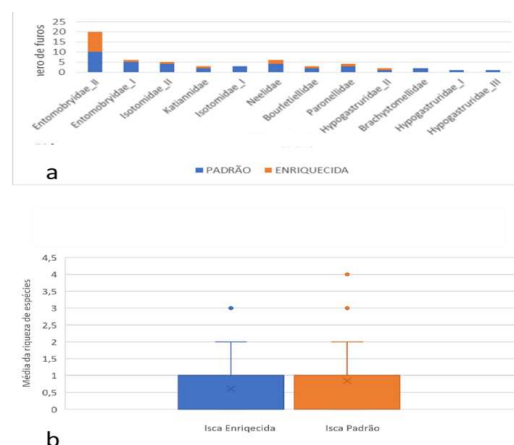 25
20
15
10
5
0
nero de furos
Entomobryidae_II
Entomobryidae_I
Isotomidae_II
Katiannidae
Isotomidae_I
Neelidae
Bourletiellidae
Paronellidae
Hypogastruridae_II
Brachystomellidae
Hypogastruridae_I
Hypogastruridae_III
a
PADRÃO ENRIQUECIDA
4,5
4
3,5
3
2,5
2
1,5
1
0,5
0
Média da riqueza de espécies
Isca Enriqecida Isca Padrão
b